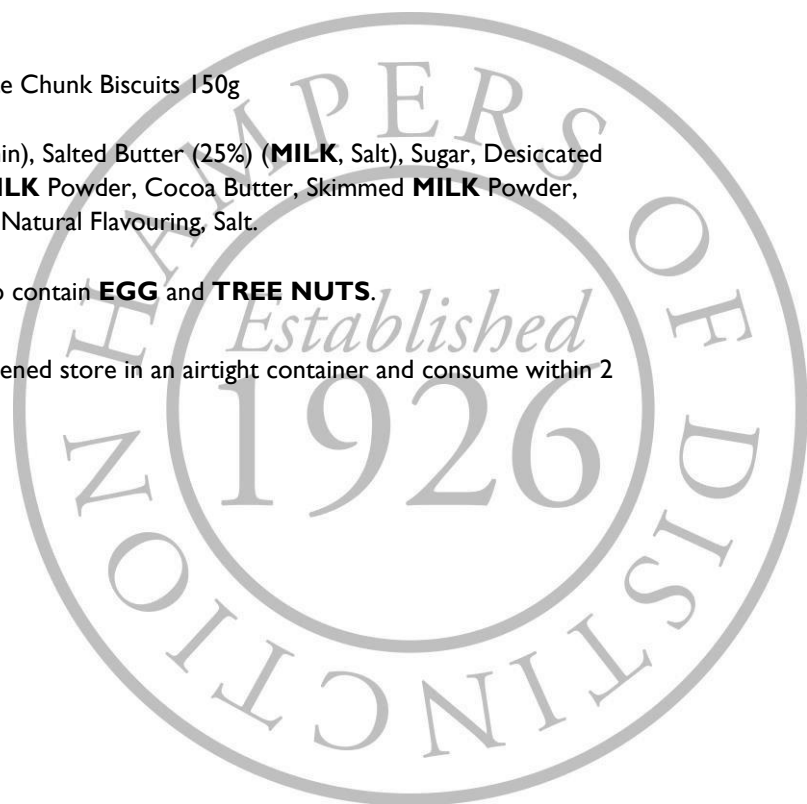 e Chunk Biscuits 150g
in), Salted Butter (25%) (MILK, Salt), Sugar, Desiccated
ILK Powder, Cocoa Butter, Skimmed MILK Powder,
Natural Flavouring, Salt.
o contain EGG and TREE NUTS.
ened store in an airtight container and consume within 2
HAMPERS OF DISTINCTION
Established
1926